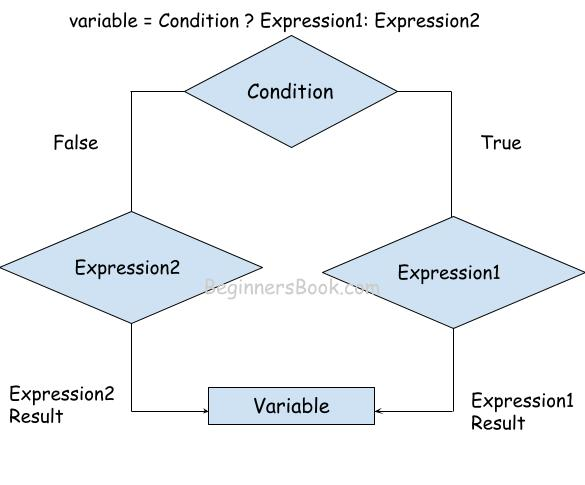 variable = Condition ? Expression1: Expression2
Condition
False
True
Expression2
Expression1
BeginnersBook.com
Expression2
Result
Variable
Expression1
Result